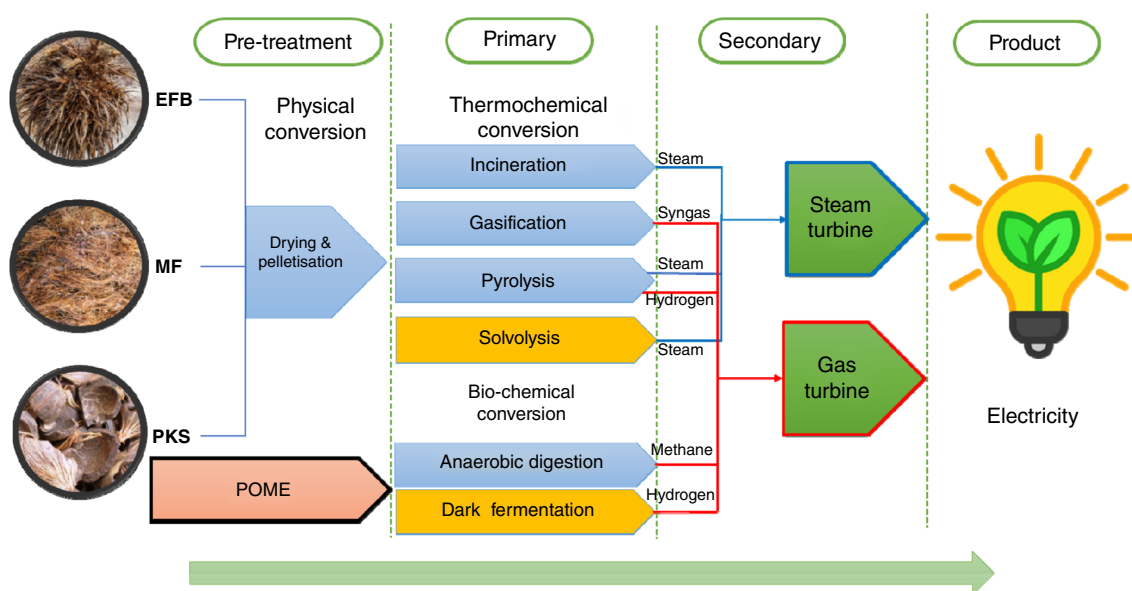 Pre-treatment
Primary
Secondary
Product
EFB
MF
PKS
Physical
conversion
Drying &
pelletisation
POME
Thermochemical
conversion
Incineration
Gasification
Pyrolysis
Solvolysis
Bio-chemical
conversion
Anaerobic digestion
Dark fermentation
Steam
Syngas
Steam
Hydrogen
Steam
Methane
Hydrogen
Steam
turbine
Gas
turbine
Electricity